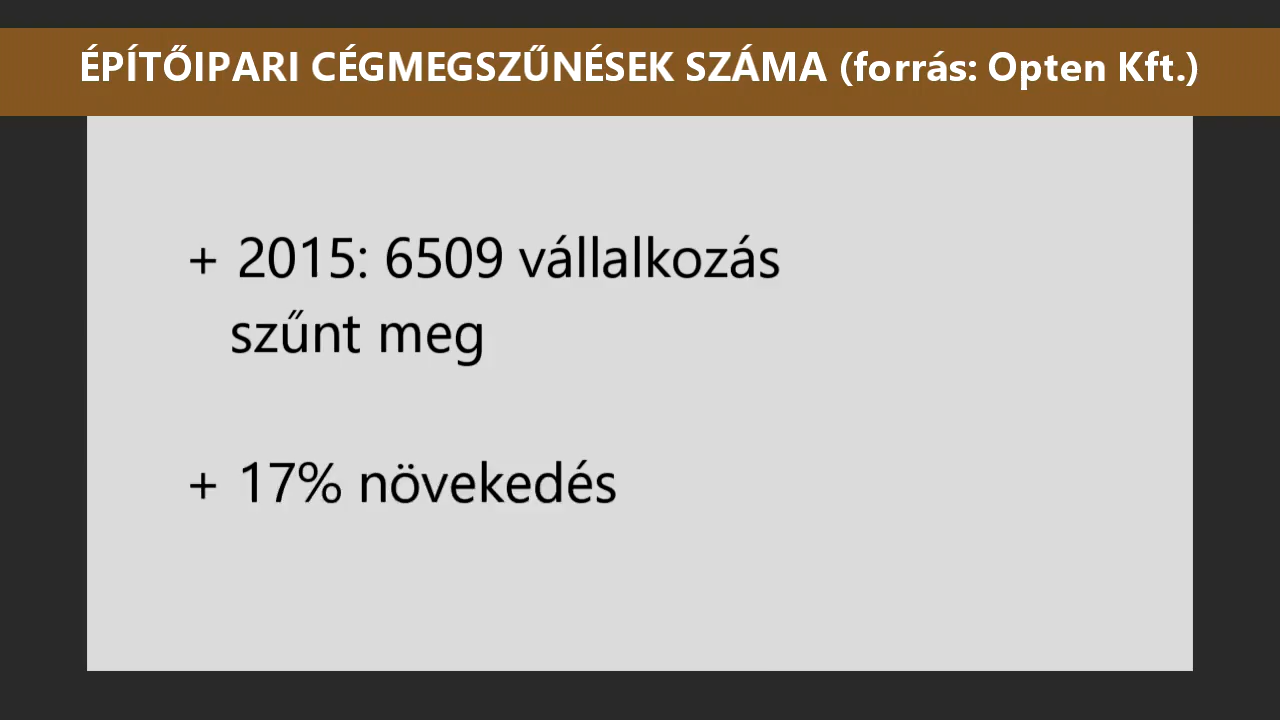 ÉPÍTŐIPARI CÉGMEGSZŰNÉSEK SZÁMA (forrás: Opten Kft.)
+ 2015: 6509 vállalkozás
szűnt meg
+ 17% növekedés